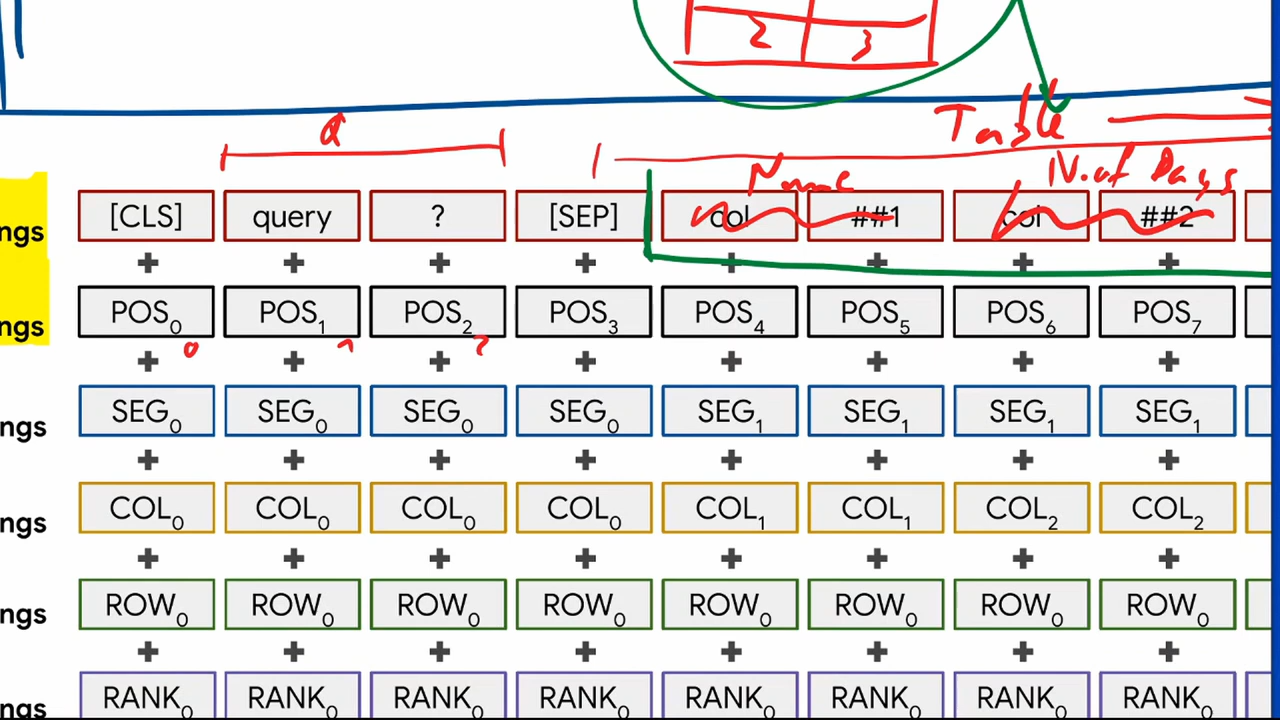 2 3
Q Table
Name N. of Days
[CLS] query ? [SEP] col ##1 col ##2
ngs
+ + + + + + + +
POS0 POS1 POS2 POS3 POS4 POS5 POS6 POS7
ngs
0 1 2
+ + + + + + + +
SEG0 SEG0 SEG0 SEG0 SEG1 SEG1 SEG1 SEG1
ngs
+ + + + + + + +
COL0 COL0 COL0 COL0 COL1 COL1 COL2 COL2
ngs
+ + + + + + + +
ROW0 ROW0 ROW0 ROW0 ROW0 ROW0 ROW0 ROW0
ngs
+ + + + + + + +
RANK0 RANK0 RANK0 RANK0 RANK0 RANK0 RANK0 RANK0
ngs